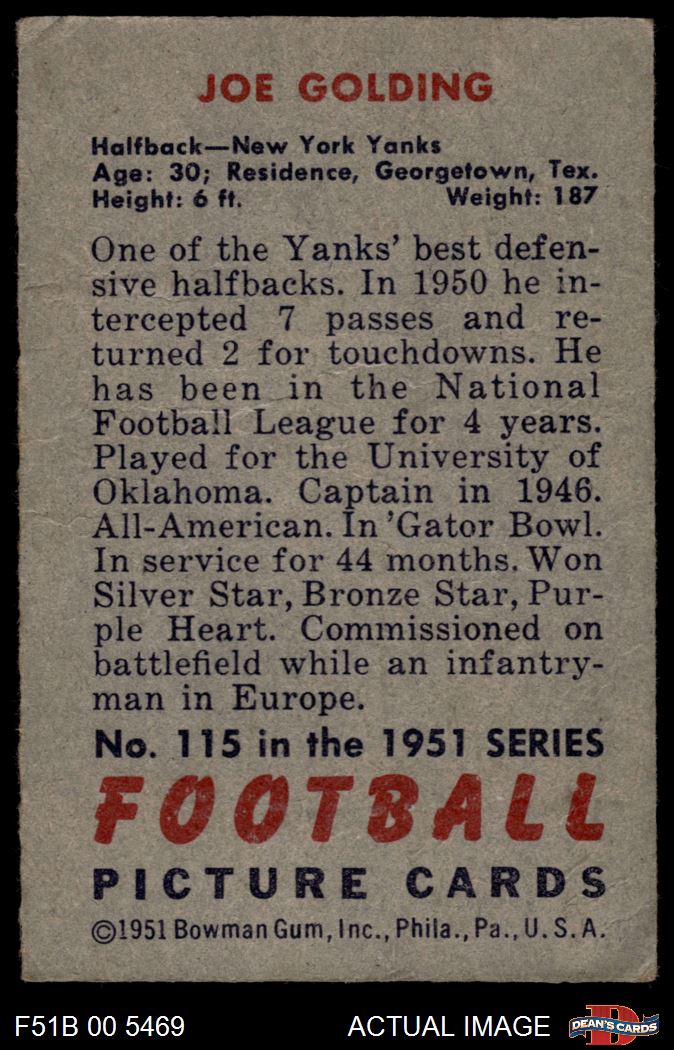 JOE GOLDING
Halfback—New York Yanks
Age: 30; Residence, Georgetown, Tex.
Height: 6 ft. Weight: 187
One of the Yanks' best defen-
sive halfbacks. In 1950 he in-
tercepted 7 passes and re-
turned 2 for touchdowns. He
has been in the National
Football League for 4 years.
Played for the University of
Oklahoma. Captain in 1946.
All-American. In 'Gator Bowl.
In service for 44 months. Won
Silver Star, Bronze Star, Pur-
ple Heart. Commissioned on
battlefield while an infantry-
man in Europe.
No. 115 in the 1951 SERIES
FOOTBALL
PICTURE CARDS
©1951 Bowman Gum, Inc., Phila., Pa., U.S.A.
F51B 00 5469 ACTUAL IMAGE D DEAN'S CARDS